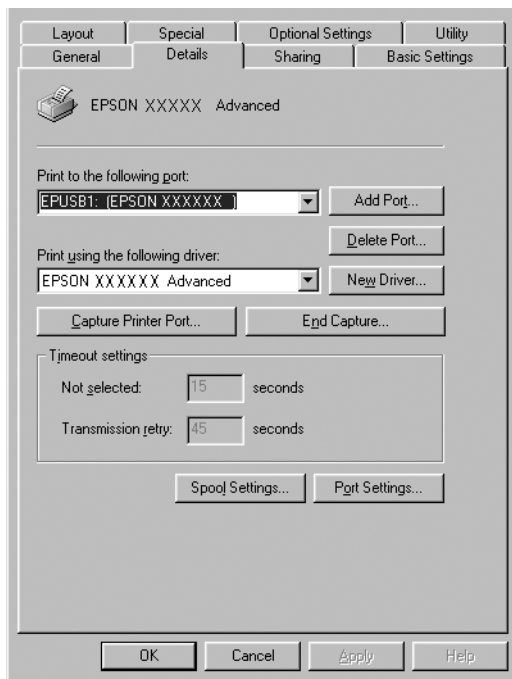 Layout Special Optional Settings Utility
General Details Sharing Basic Settings
EPSON XXXXX Advanced
Print to the following port:
EPUSB1: (EPSON XXXXXX )
Add Port...
Delete Port...
Print using the following driver:
EPSON XXXXXX Advanced
New Driver...
Capture Printer Port... End Capture...
Timeout settings
Not selected: 15 seconds
Transmission retry: 45 seconds
Spool Settings... Port Settings...
OK Cancel Apply Help